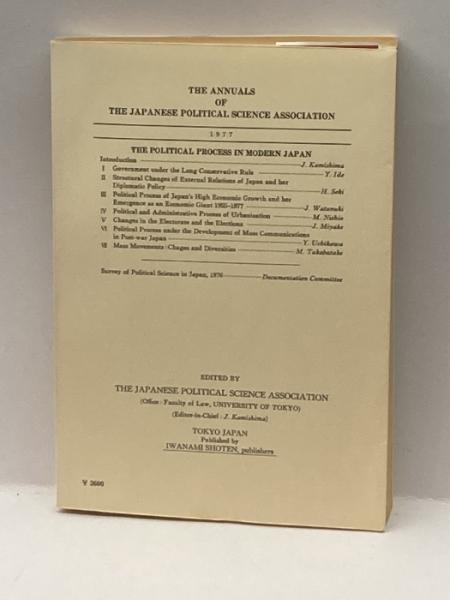 THE ANNUALS
OF
THE JAPANESE POLITICAL SCIENCE ASSOCIATION
1977
THE POLITICAL PROCESS IN MODERN JAPAN
Introduction J. Kamishima
I Government under the Long Conservative Rule Y. Ide
II Structural Changes of External Relations of Japan and her
Diplomatic Policy H. Seki
III Political Process of Japan's High Economic Growth and her
Emergence as an Economic Giant 1955-1977 J. Watanuki
IV Political and Administrative Process of Urbanization M. Nishio
V Changes in the Electorate and the Elections J. Miyake
VI Political Process under the Development of Mass Communications
in Post-war Japan Y. Uchikawa
VII Mass Movements: Chages and Diversities M. Takabatake
Survey of Political Science in Japan, 1976 Documentation Committee
EDITED BY
THE JAPANESE POLITICAL SCIENCE ASSOCIATION
(Office: Faculty of Law, UNIVERSITY OF TOKYO)
(Editor-in-Chief: J. Kamishima)
TOKYO JAPAN
Published by
IWANAMI SHOTEN, publishers
¥ 2600